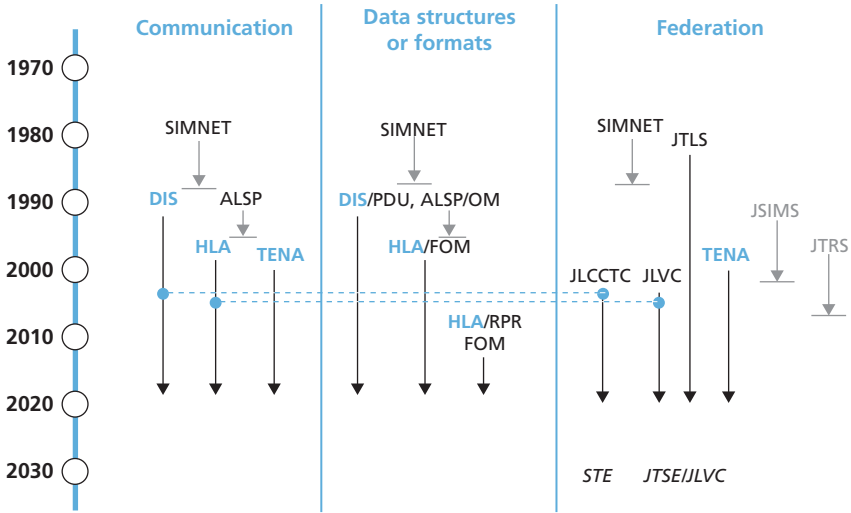 Communication
Data structures
or formats
Federation
1970
1980
1990
2000
2010
2020
2030
SIMNET
DIS
ALSP
HLA
TENA
SIMNET
DIS/PDU, ALSP/OM
HLA/FOM
HLA/RPR
FOM
SIMNET
JTLS
JSIMS
JTRS
TENA
JLCCTC
JLVC
STE
JTSE/JLVC